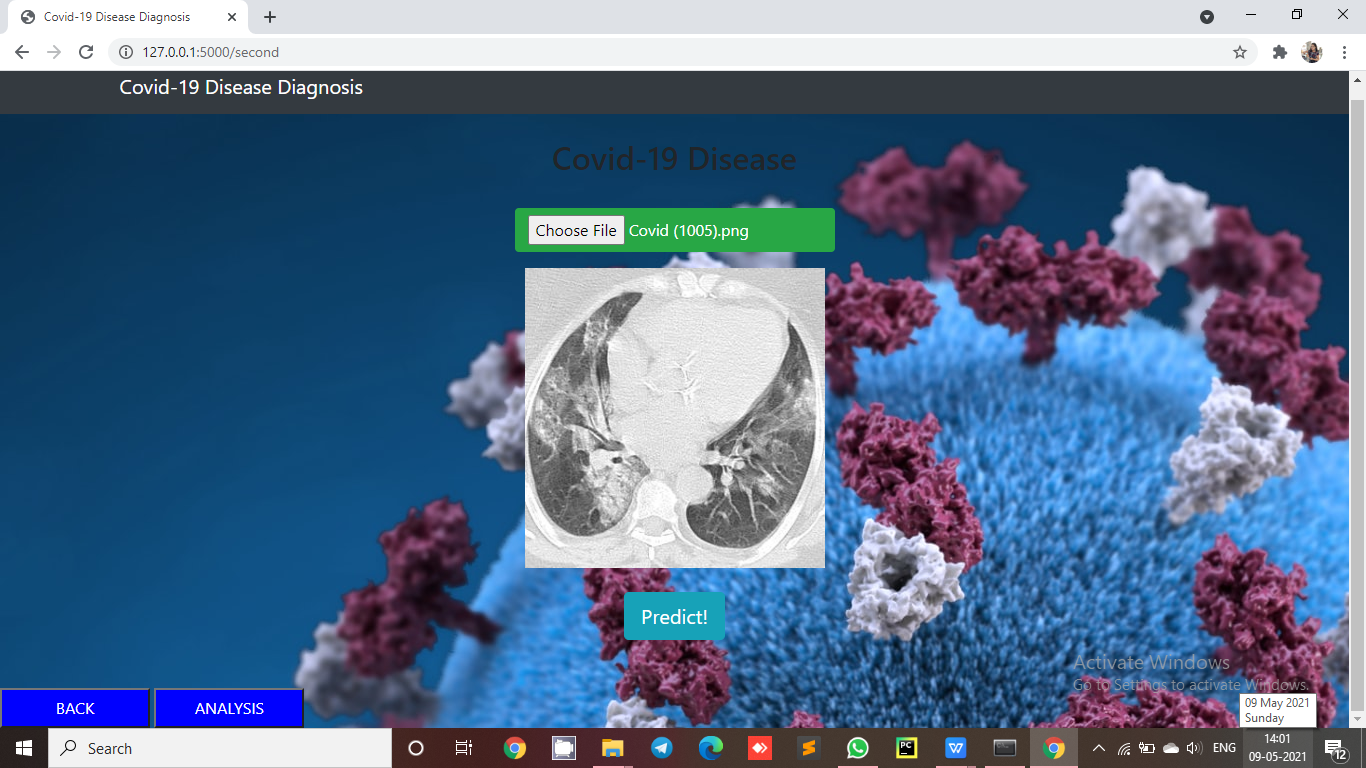 Covid-19 Disease Diagnosis
127.0.0.1:5000/second
Covid-19 Disease Diagnosis
Covid-19 Disease
Choose File Covid (1005).png
Predict!
Activate Windows
Go to Settings to activate Windows.
BACK ANALYSIS
09 May 2021
Sunday
Search
PC
W
ENG
14:01
09-05-2021
12